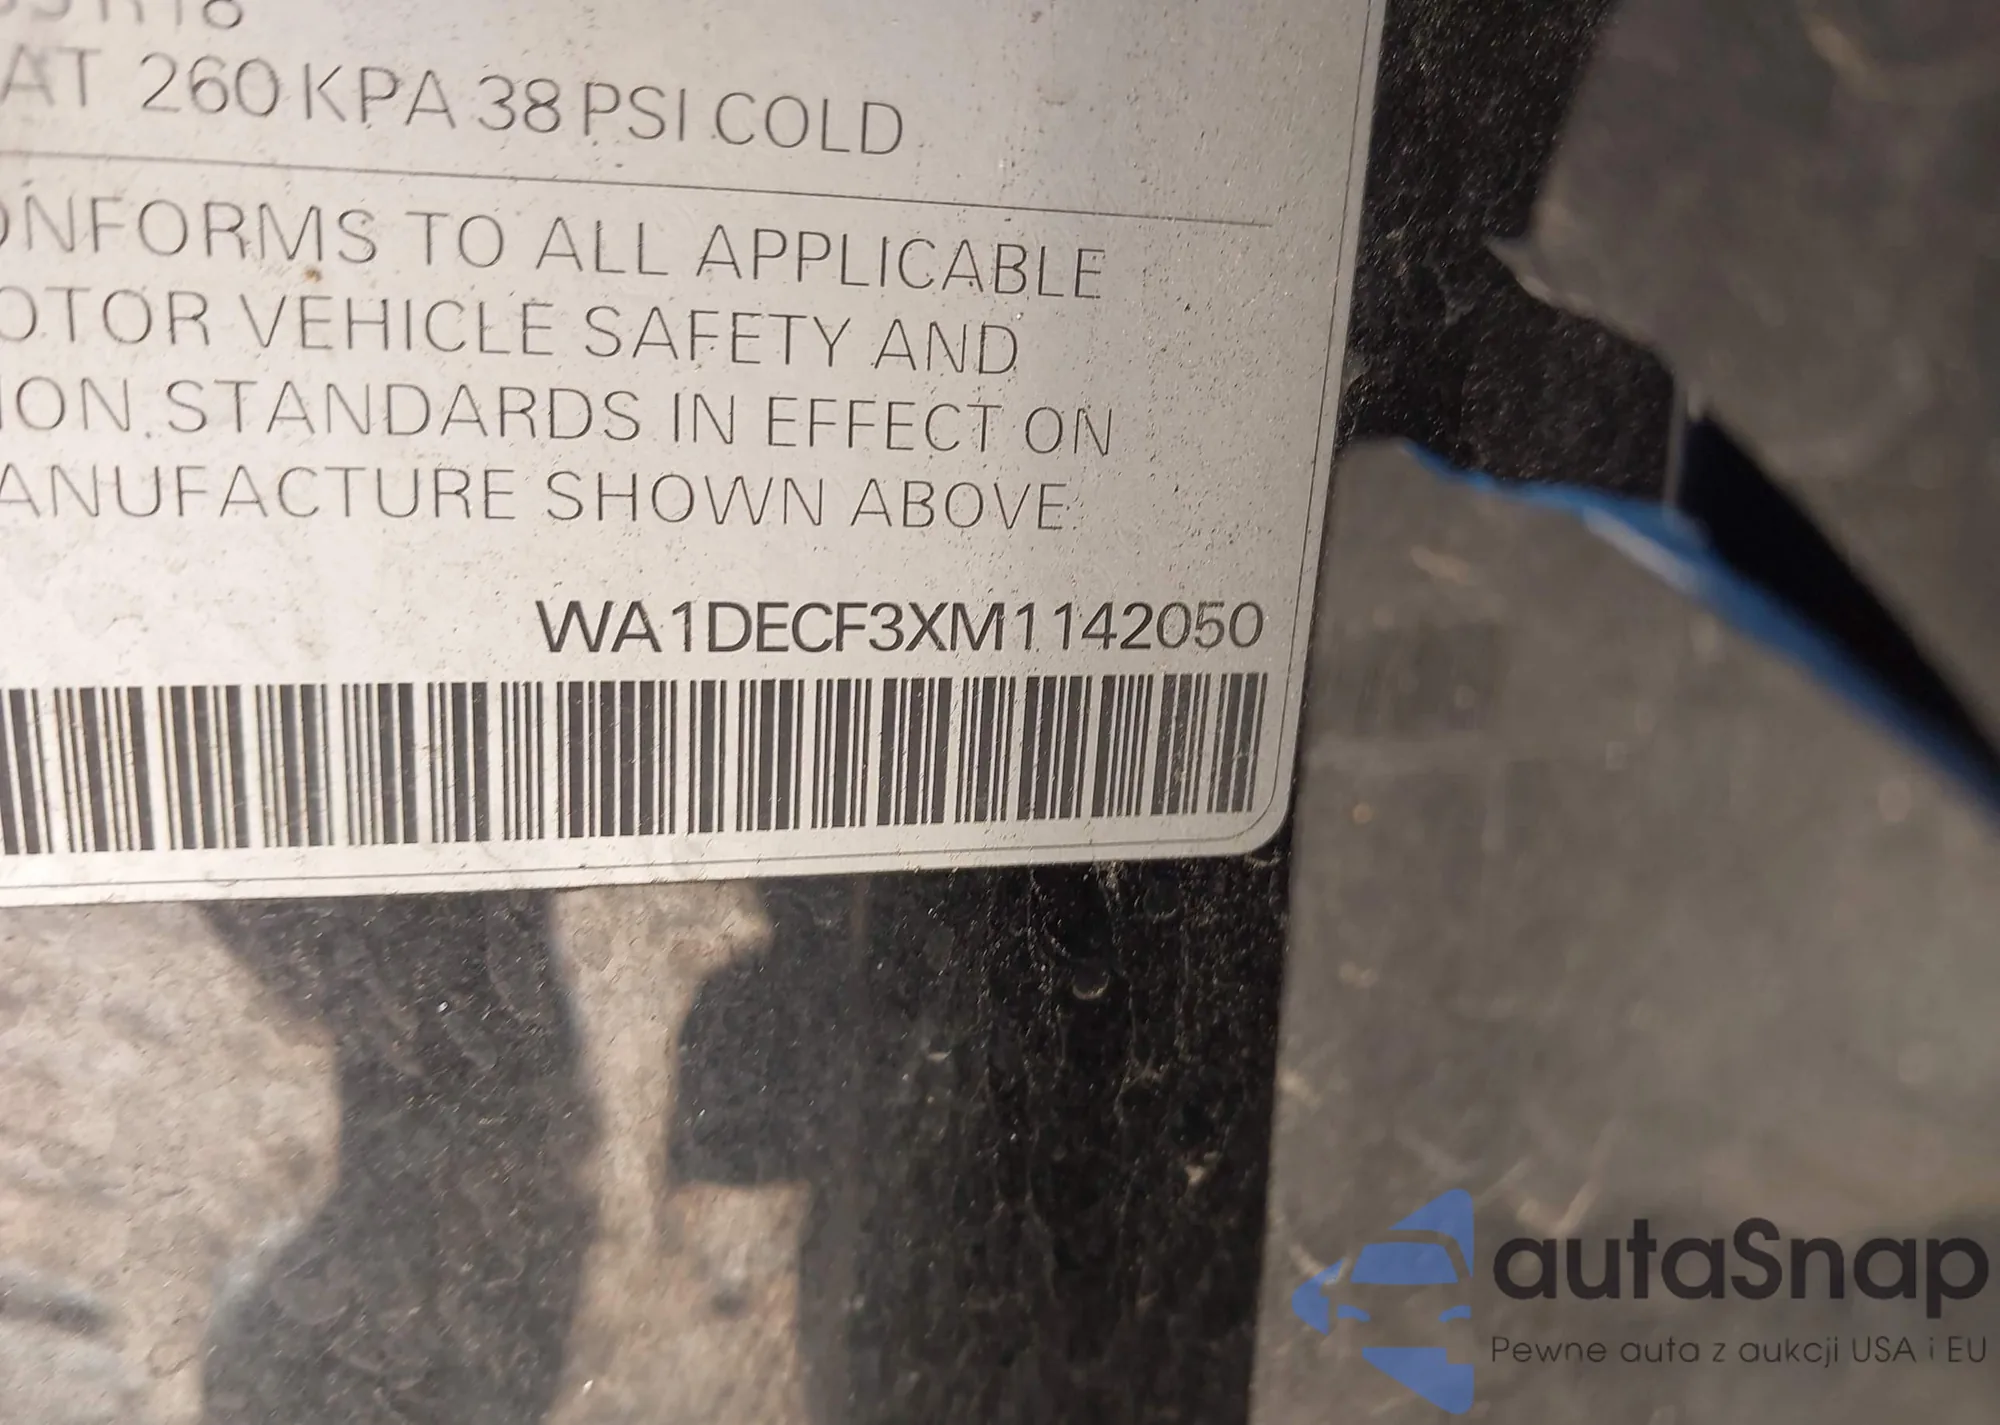 R18
AT 260 KPA 38 PSI COLD
ONFORMS TO ALL APPLICABLE
OTOR VEHICLE SAFETY AND
ION STANDARDS IN EFFECT ON
ANUFACTURE SHOWN ABOVE.
WA1DECF3XM1142050
autaSnap
Pewne auta z aukcji USA i EU